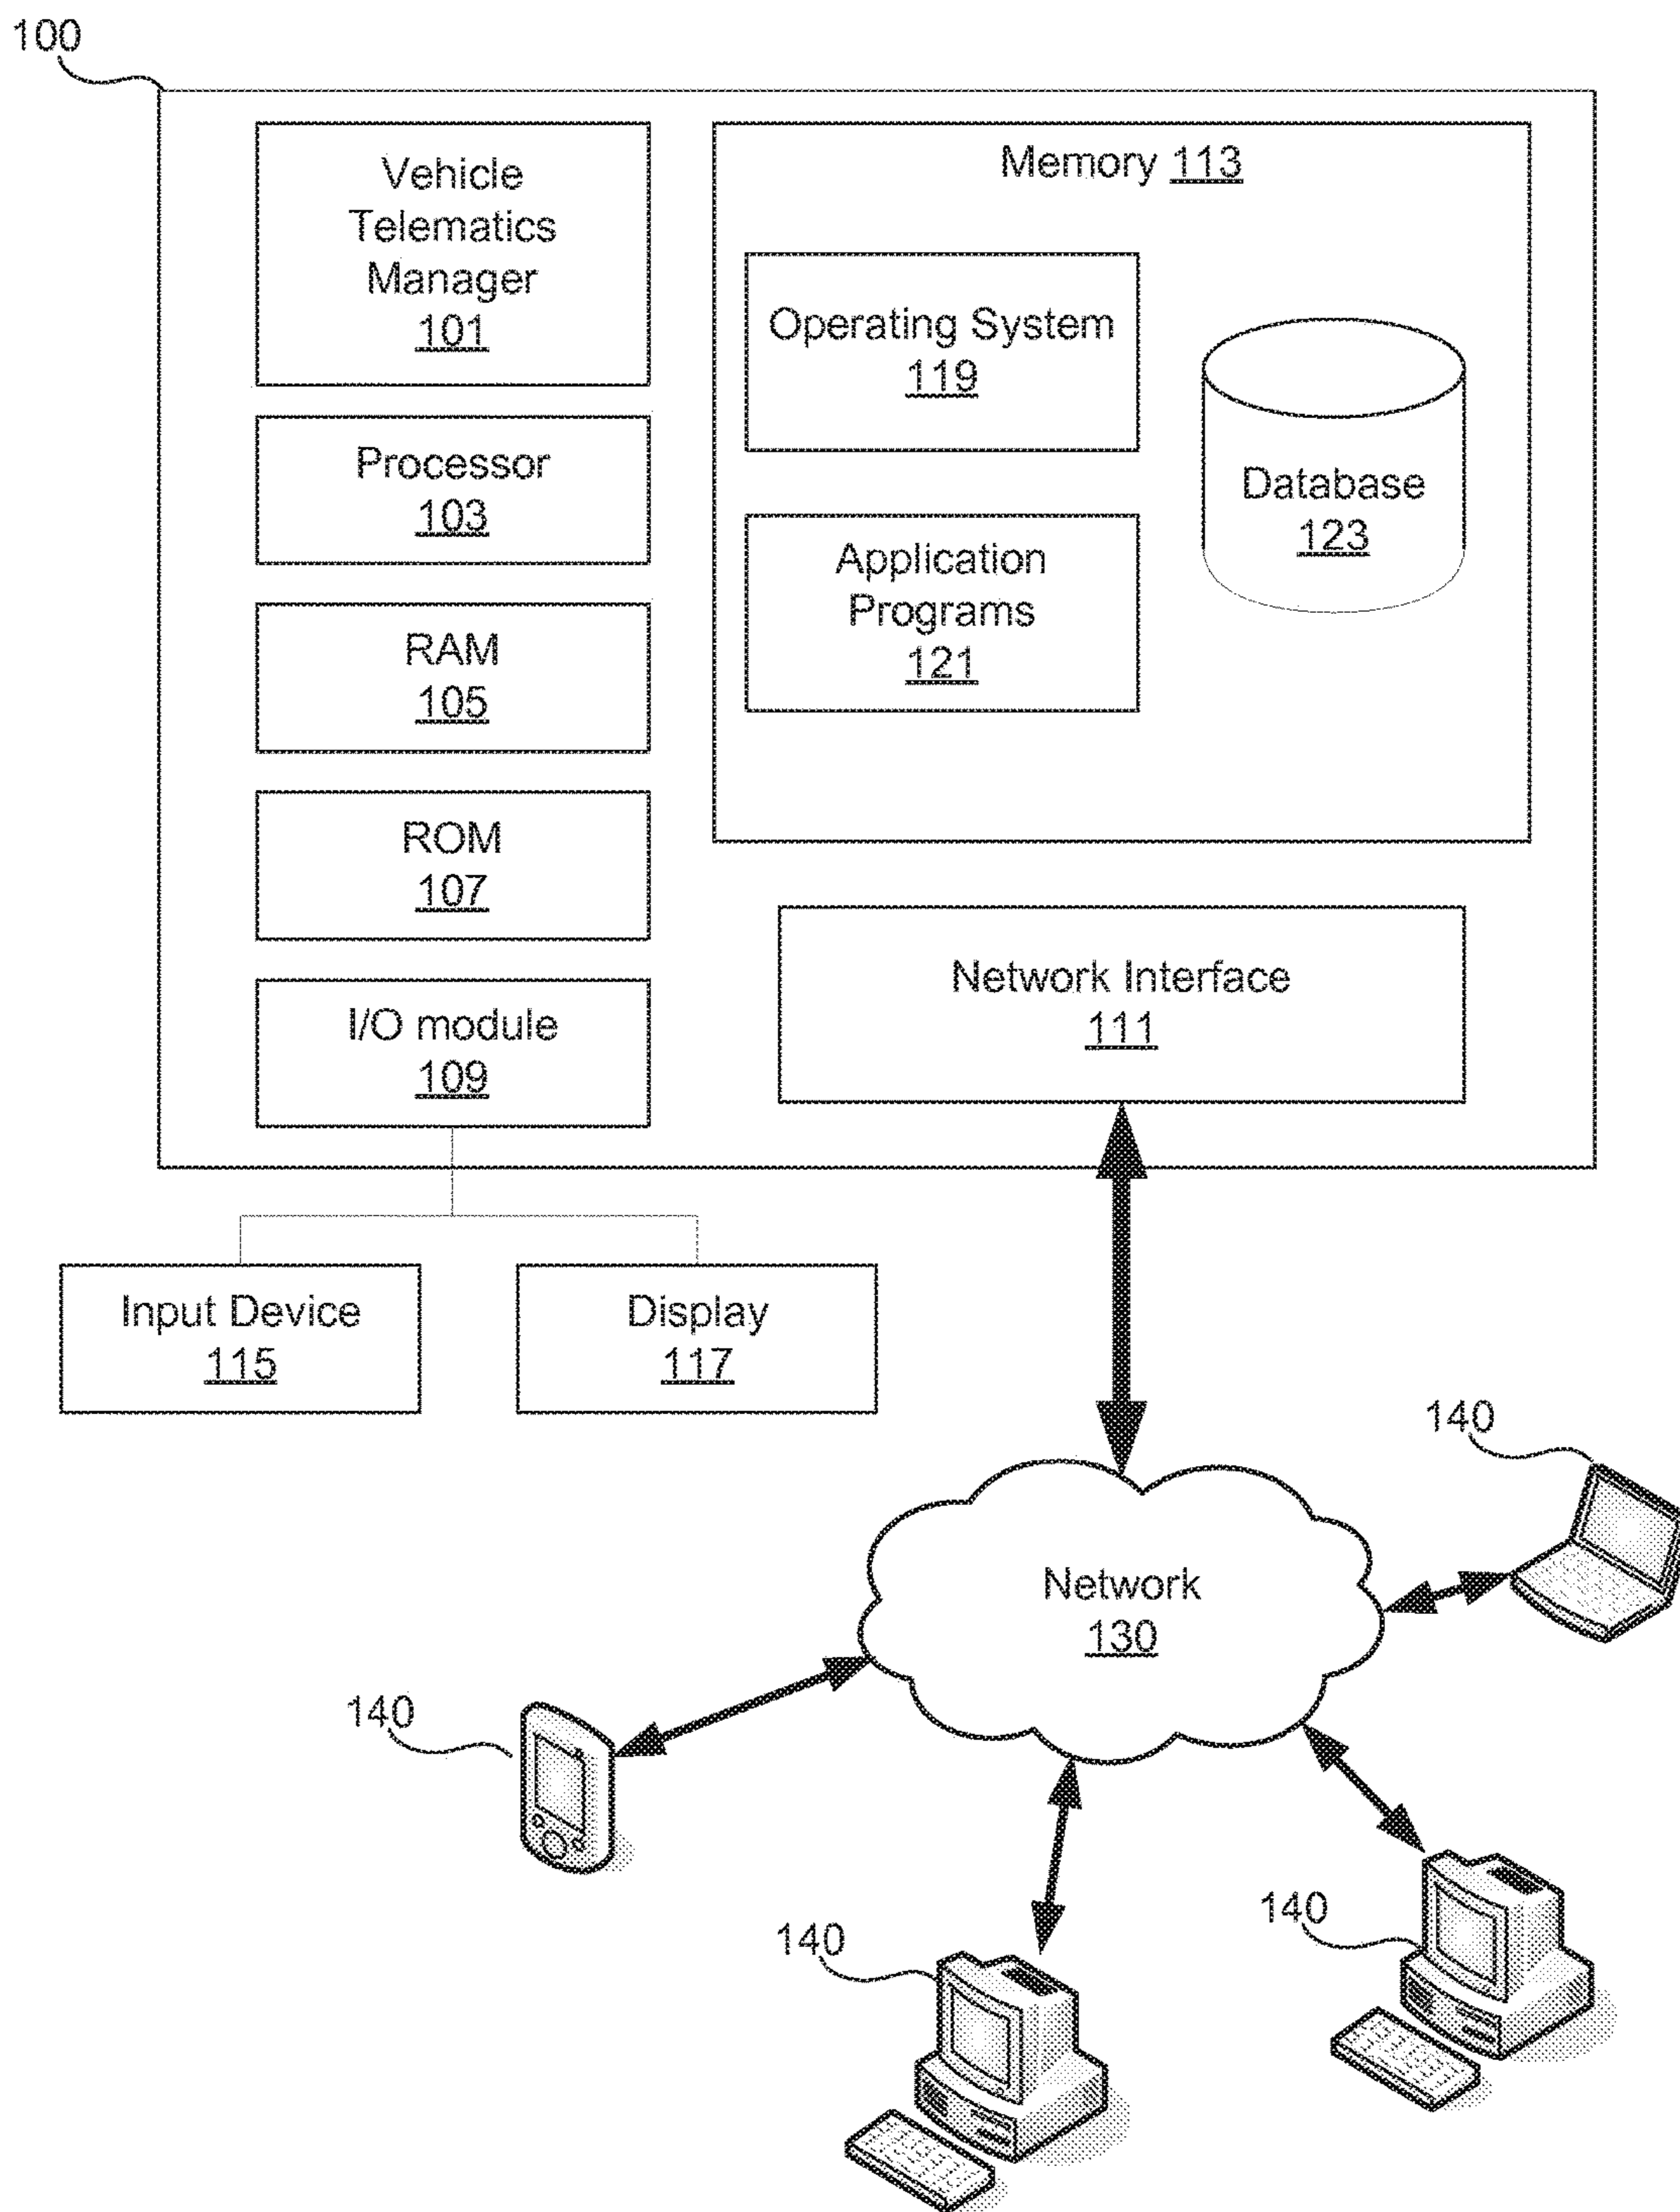 100
Vehicle
Telematics
Manager
101
Processor
103
RAM
105
ROM
107
I/O module
109
Memory 113
Operating System
119
Application
Programs
121
Database
123
Network Interface
111
Input Device
115
Display
117
Network
130
140
140
140
140